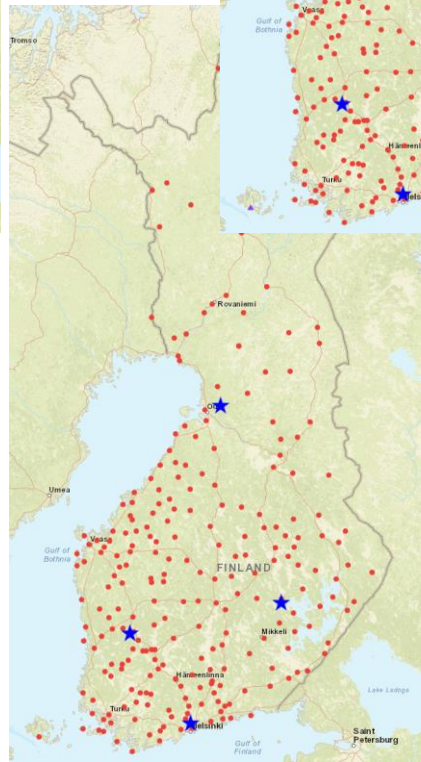 Gulf of
Bothnia
Vaasa
Tromso
Hämeenl
Turku
Rovaniemi
Umea
Vaasa
Gulf of
Bothnia
FINLAND
Mikkeli
Hämeenlinna
Lake Ladoga
Turku
Helsinki
Gulf of
Finland
Saint
Petersburg